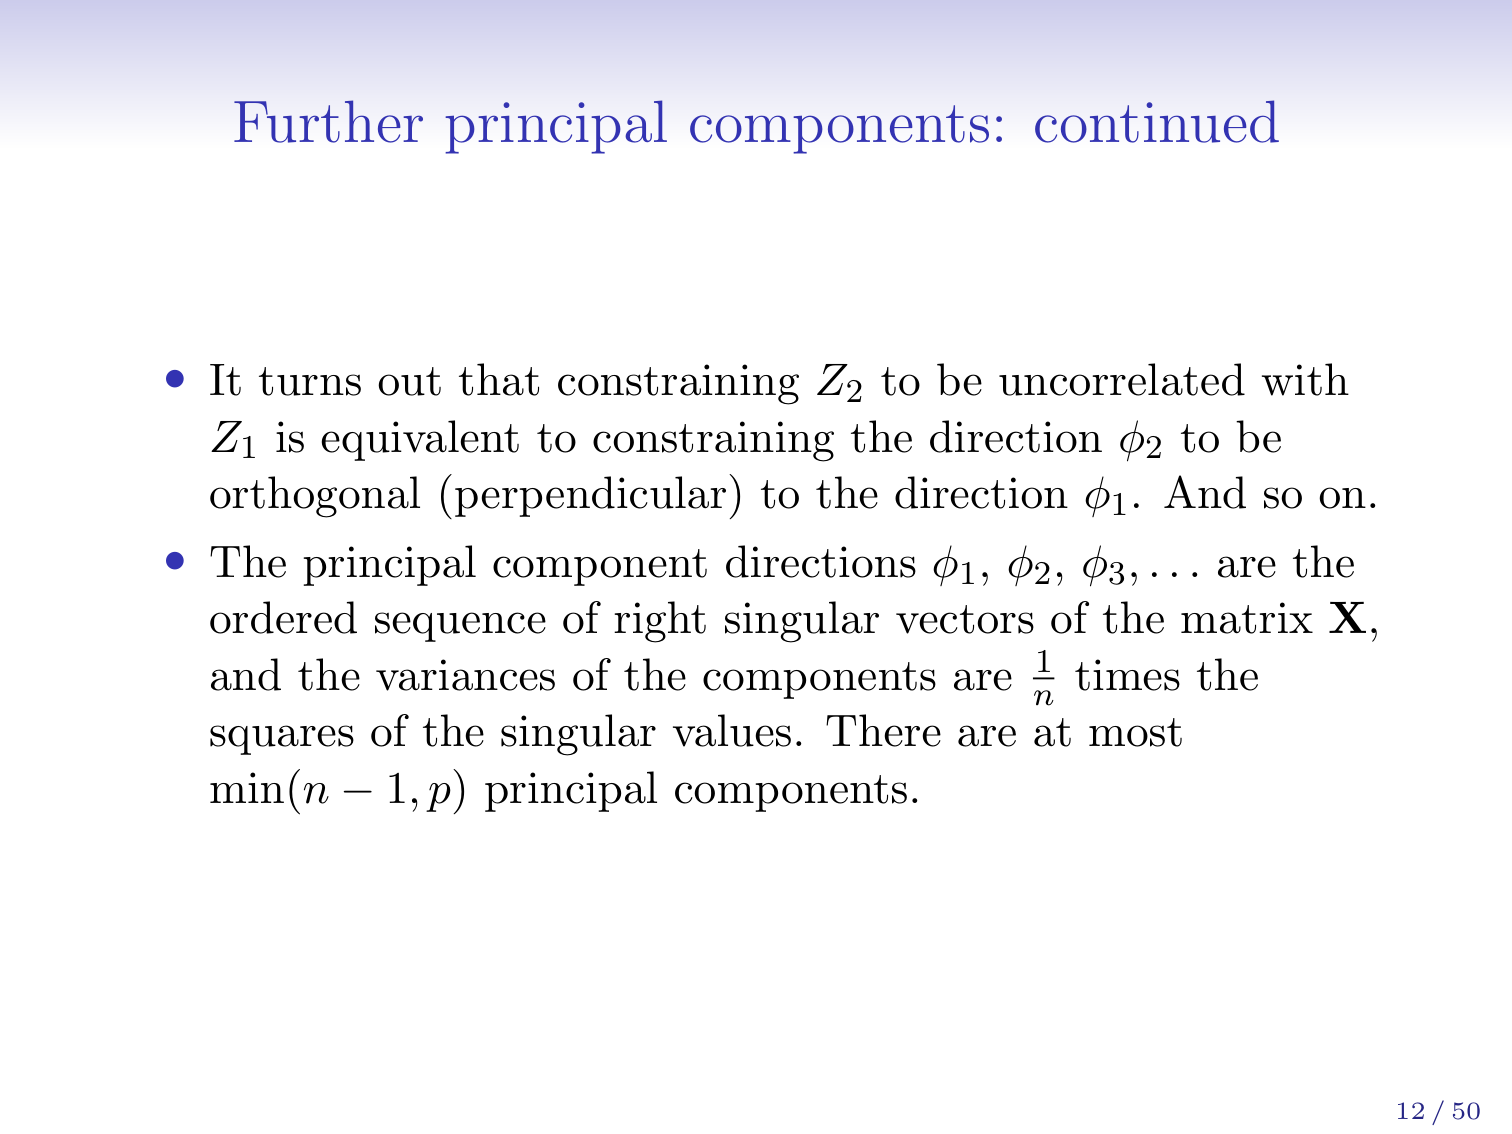 Further principal components: continued
• It turns out that constraining Z₂ to be uncorrelated with
Z₁ is equivalent to constraining the direction ϕ₂ to be
orthogonal (perpendicular) to the direction ϕ₁. And so on.
• The principal component directions ϕ₁, ϕ₂, ϕ₃, . . . are the
ordered sequence of right singular vectors of the matrix X,
and the variances of the components are 1/n times the
squares of the singular values. There are at most
min(n − 1, p) principal components.
12 / 50